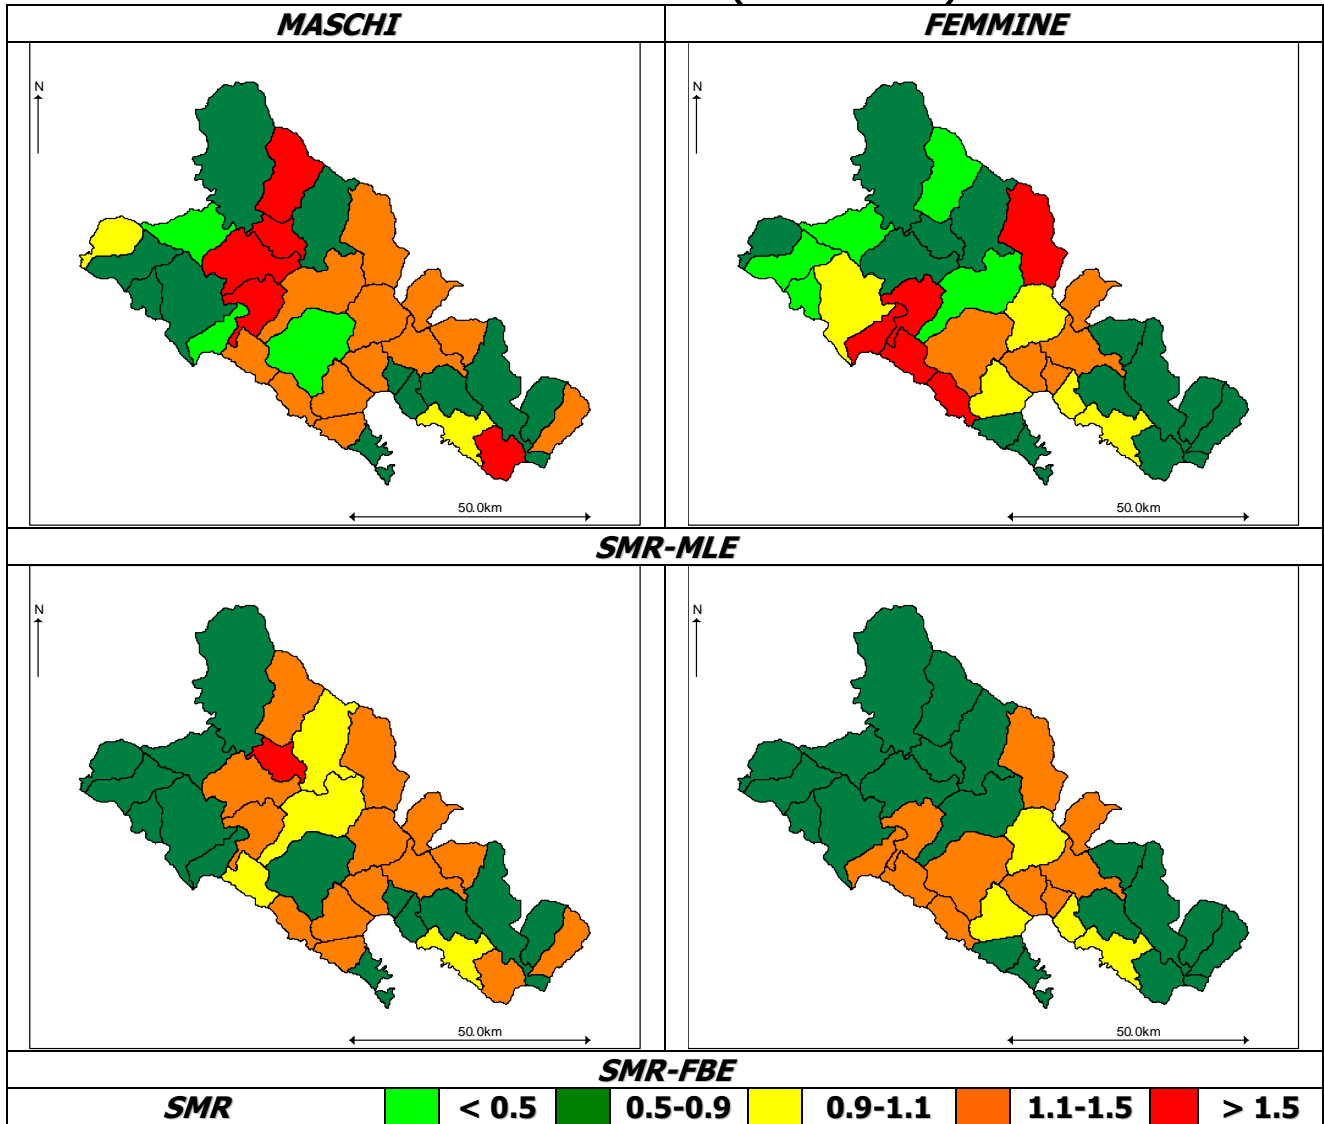 MASCHI FEMMINE
N N
50.0km 50.0km
SMR-MLE
N N
50.0km 50.0km
SMR-FBE
SMR < 0.5 0.5-0.9 0.9-1.1 1.1-1.5 > 1.5